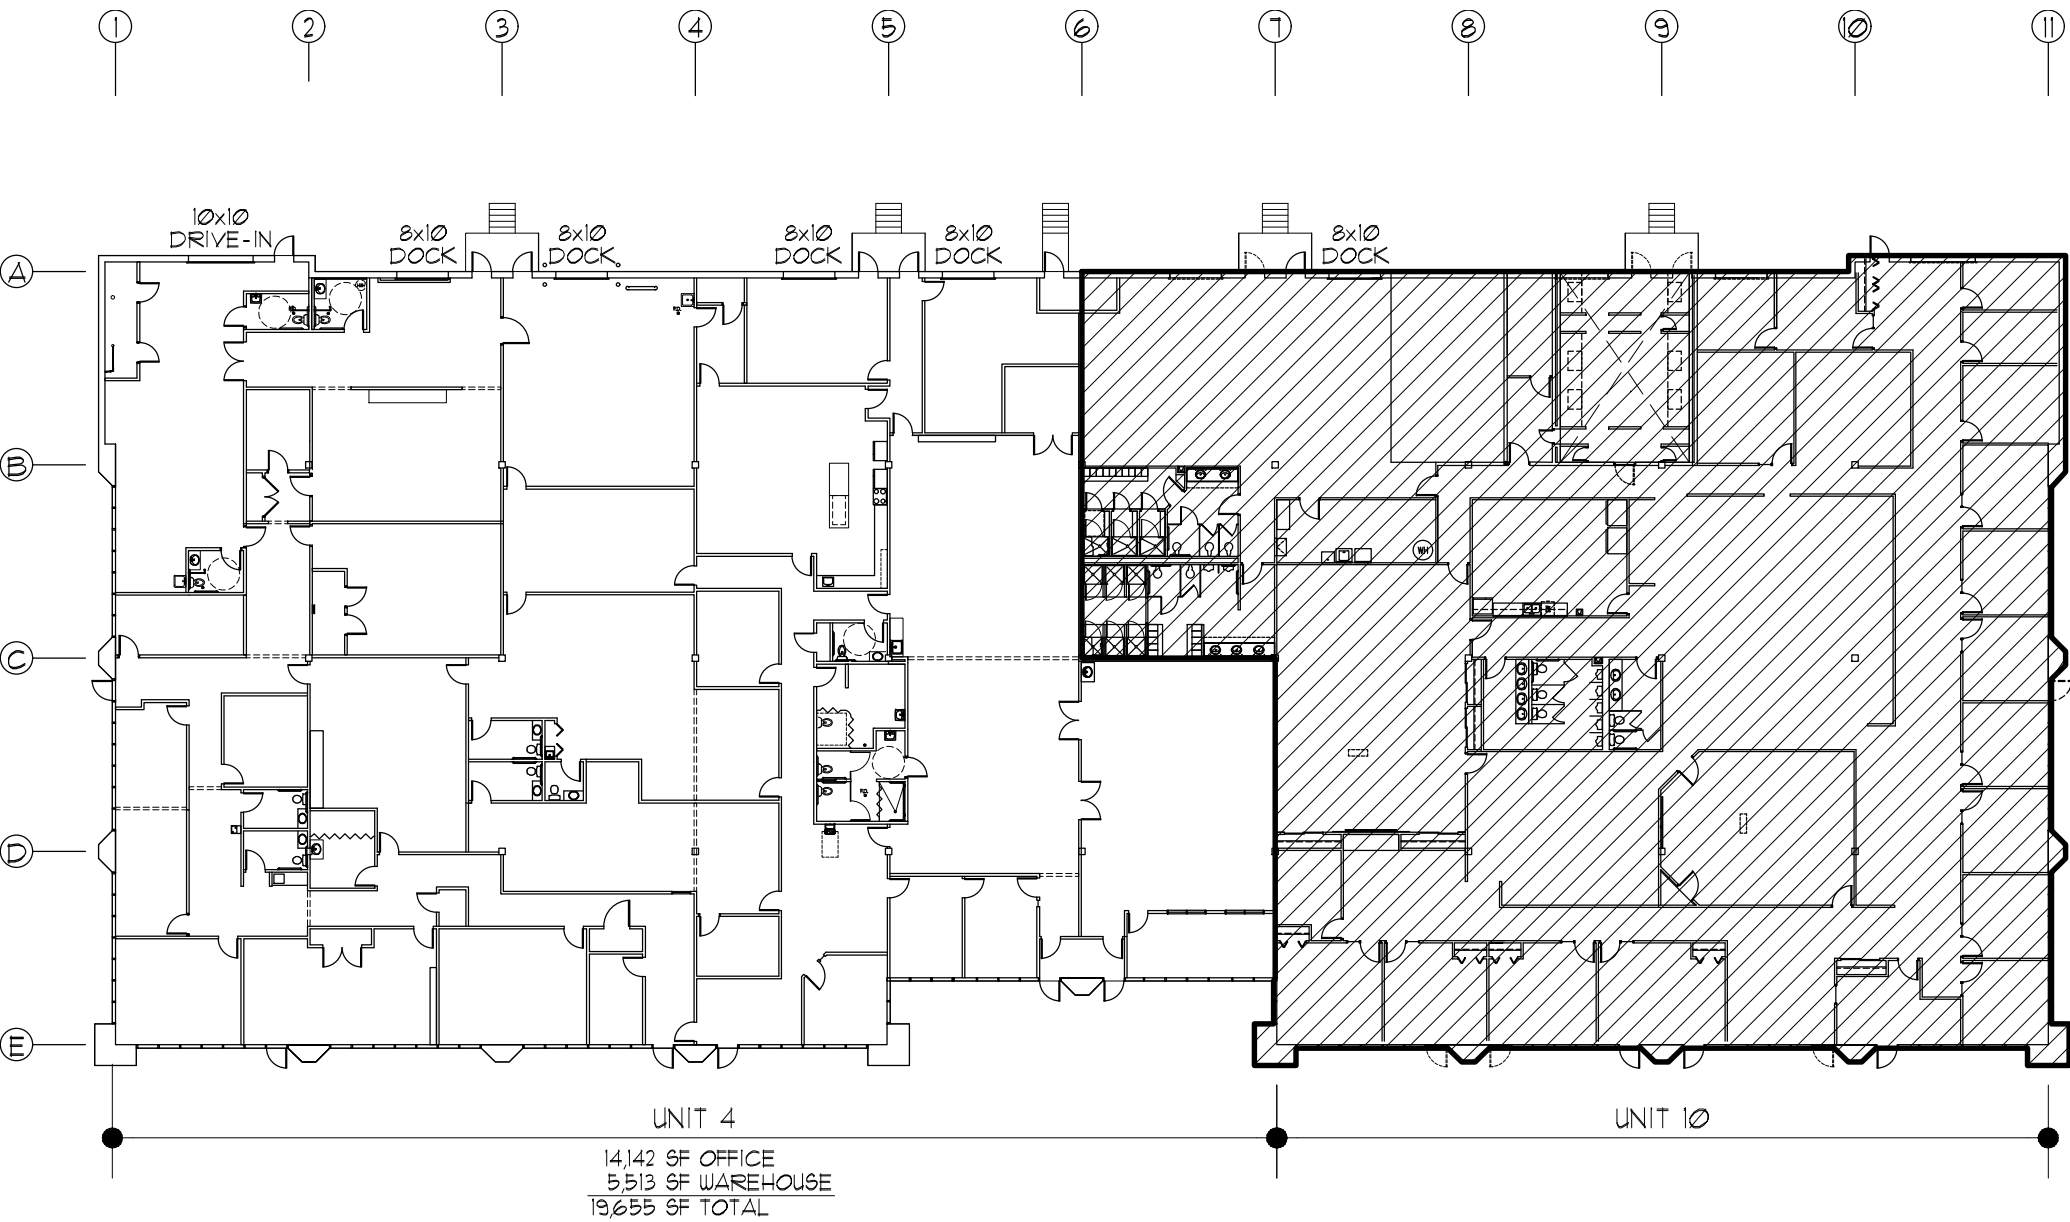 1 2 3 4 5 6 7 8 9 10 11
10x10
DRIVE-IN
8x10
DOCK
8x10
DOCK
8x10
DOCK
8x10
DOCK
8x10
DOCK
A
B
WH
C
D
E
UNIT 4
UNIT 10
14,142 SF OFFICE
5,513 SF WAREHOUSE
19,655 SF TOTAL